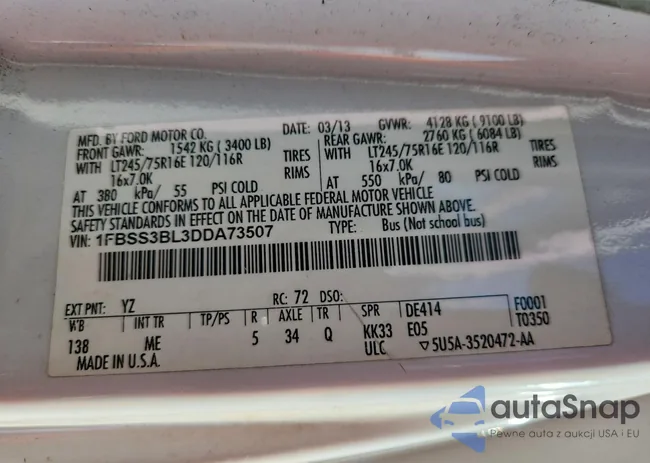 MFD. BY FORD MOTOR CO.
DATE: 03/13
GVWR: 4128 KG ( 9100 LB)
FRONT GAWR: 1542 KG ( 3400 LB)
REAR GAWR: 2760 KG ( 6084 LB)
WITH LT245/75R16E 120/116R TIRES
WITH LT245/75R16E 120/116R TIRES
16x7.0K RIMS
16x7.0K RIMS
AT 380 kPa/ 55 PSI COLD
AT 550 kPa/ 80 PSI COLD
THIS VEHICLE CONFORMS TO ALL APPLICABLE FEDERAL MOTOR VEHICLE
SAFETY STANDARDS IN EFFECT ON THE DATE OF MANUFACTURE SHOWN ABOVE.
VIN: 1FBSS3BL3DDA73507
TYPE: Bus (Not school bus)
EXT PNT: YZ RC: 72 DSO:
WB INT TR TP/PS R AXLE TR SPR DE414 F0001
138 ME 5 34 Q KK33 E05 T0350
MADE IN U.S.A. ULC ▽5U5A-3520472-AA
autoSnap
Pewne auta z aukcji USA i EU